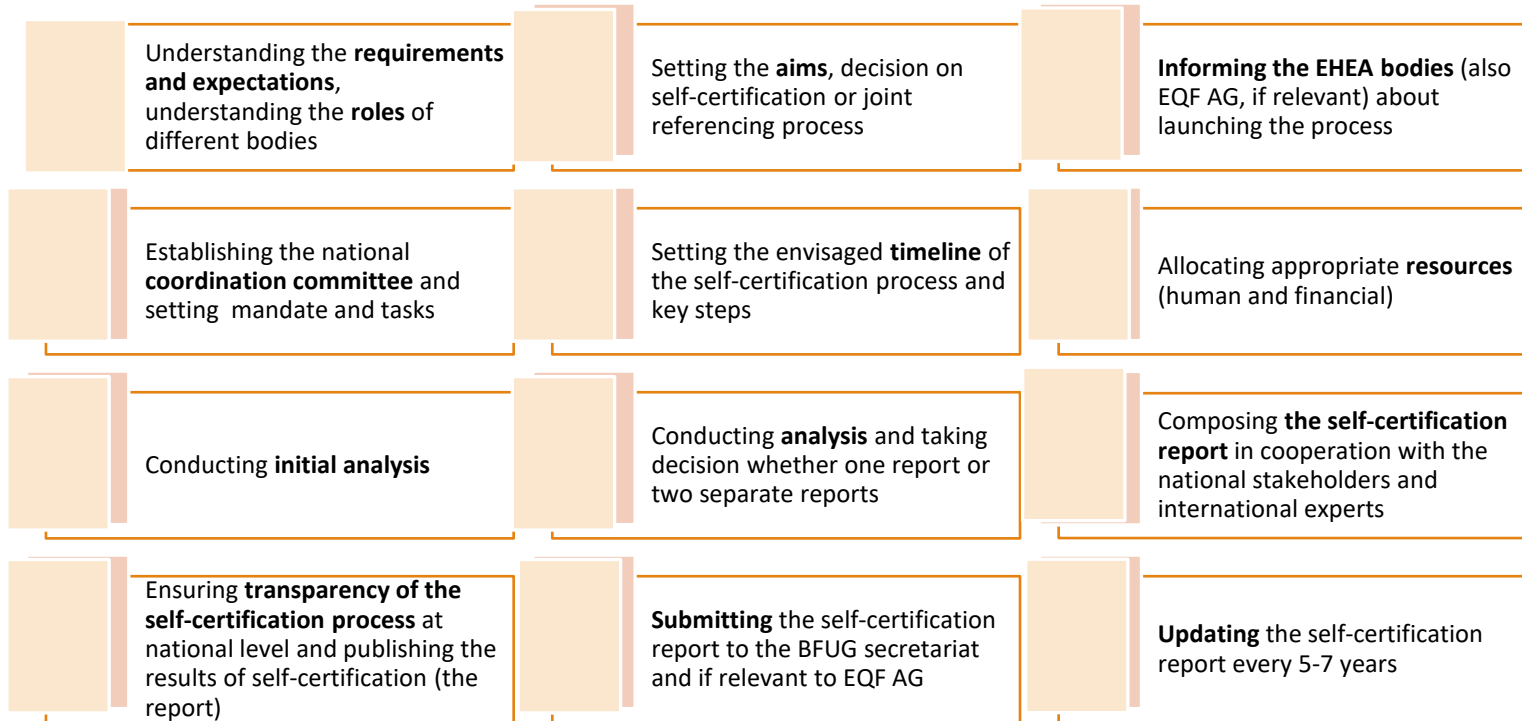 Understanding the requirements
and expectations,
understanding the roles of
different bodies
Setting the aims, decision on
self-certification or joint
referencing process
Informing the EHEA bodies (also
EQF AG, if relevant) about
launching the process
Establishing the national
coordination committee and
setting  mandate and tasks
Setting the envisaged timeline of
the self-certification process and
key steps
Allocating appropriate resources
(human and financial)
Conducting initial analysis
Conducting analysis and taking
decision whether one report or
two separate reports
Composing the self-certification
report in cooperation with the
national stakeholders and
international experts
Ensuring transparency of the
self-certification process at
national level and publishing the
results of self-certification (the
report)
Submitting the self-certification
report to the BFUG secretariat
and if relevant to EQF AG
Updating the self-certification
report every 5-7 years